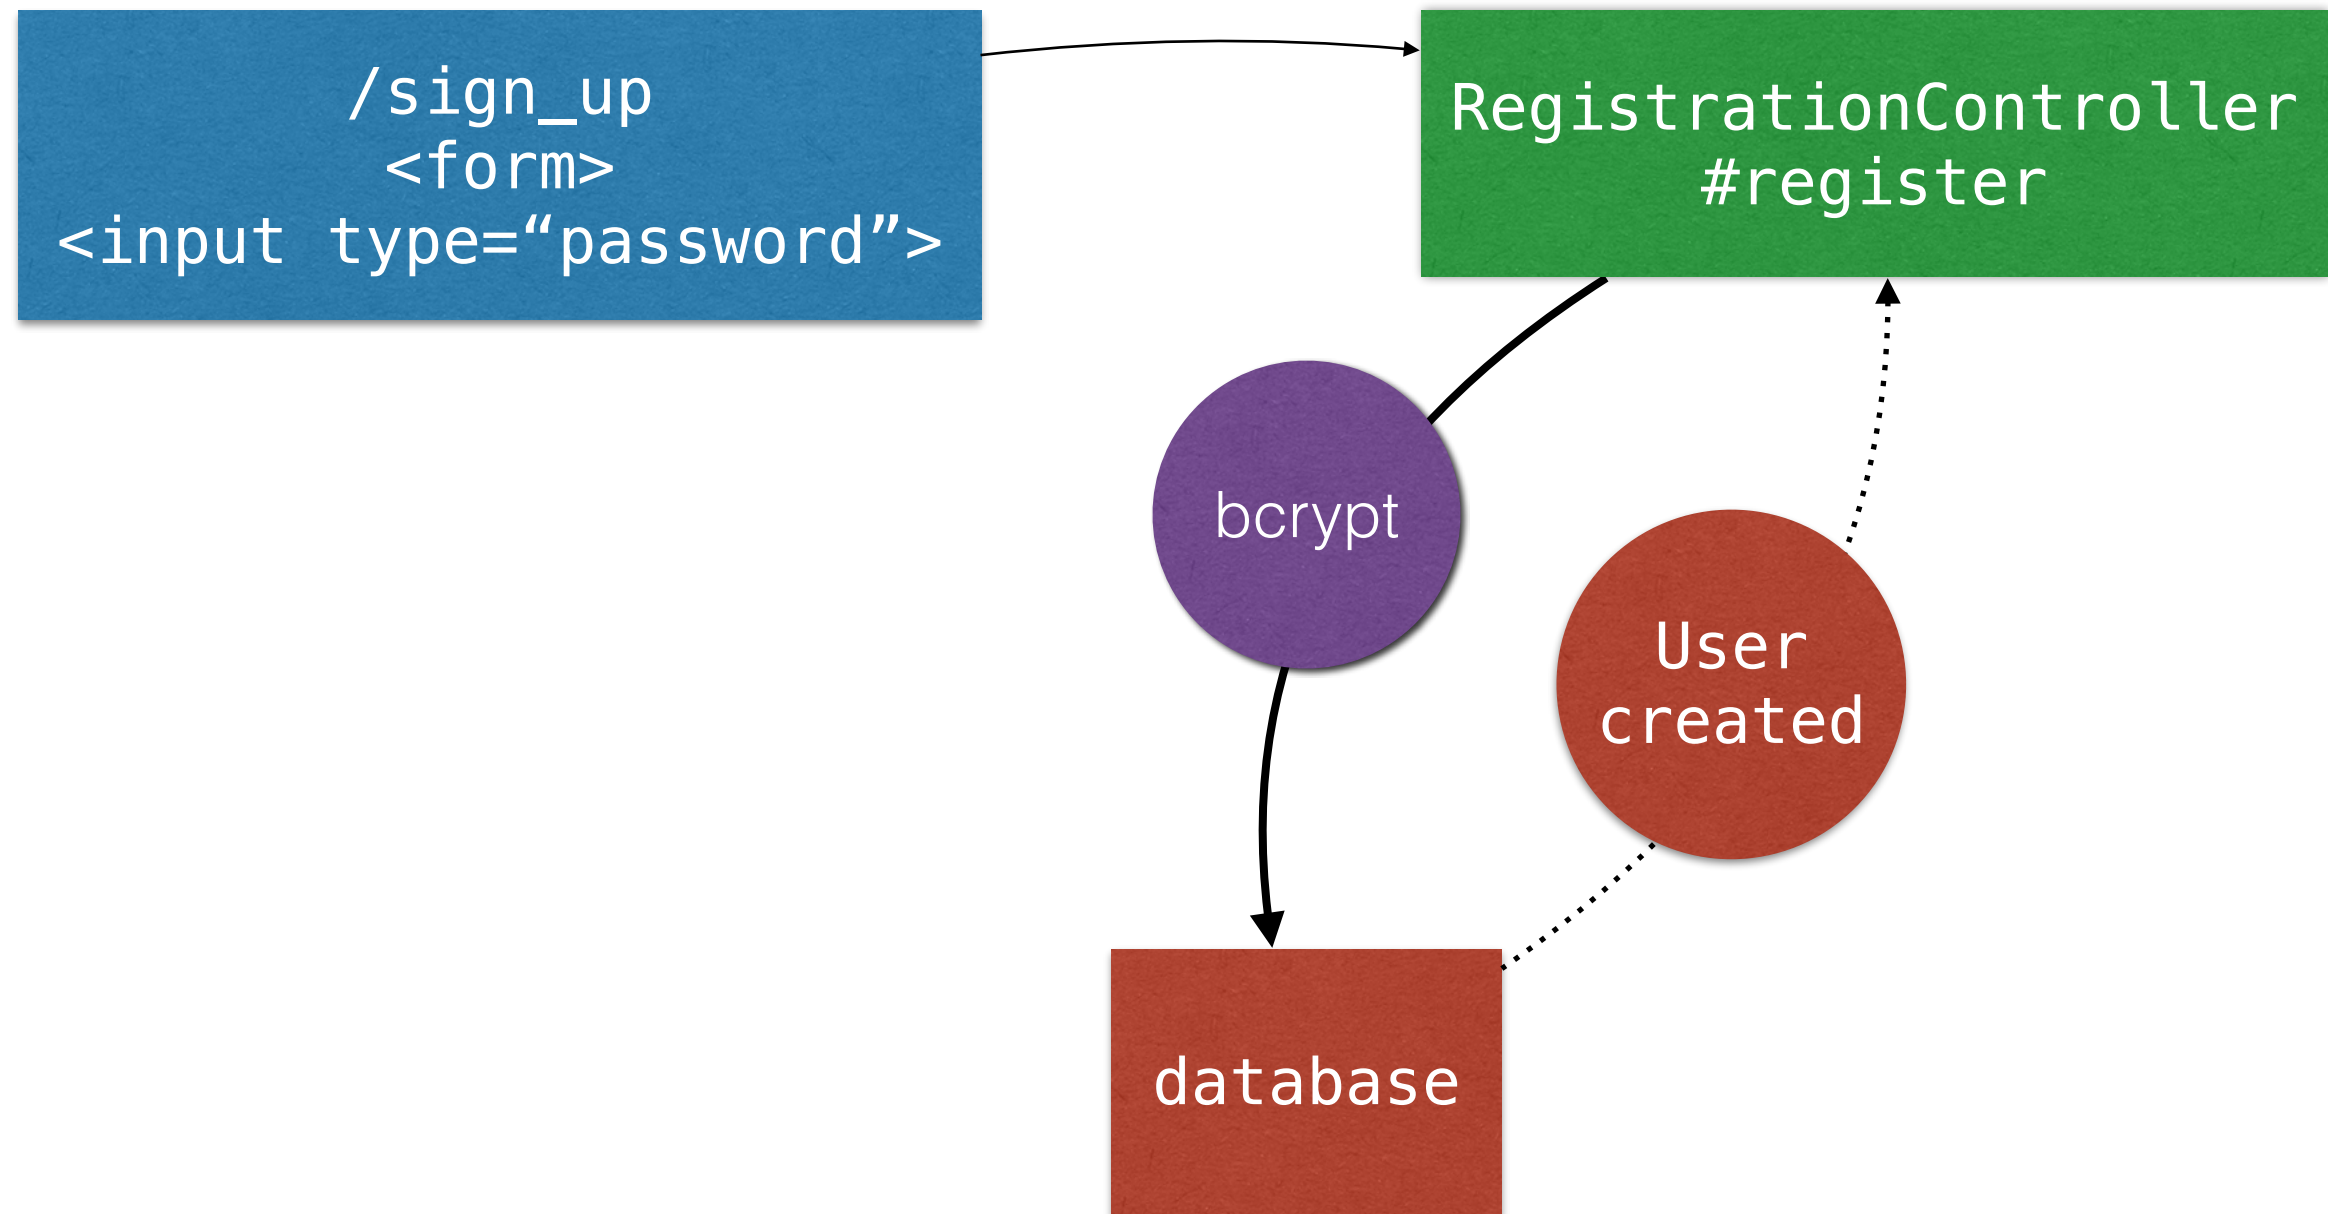 /sign_up
<form>
<input type=“password”>
RegistrationController
#register
bcrypt
User
created
database